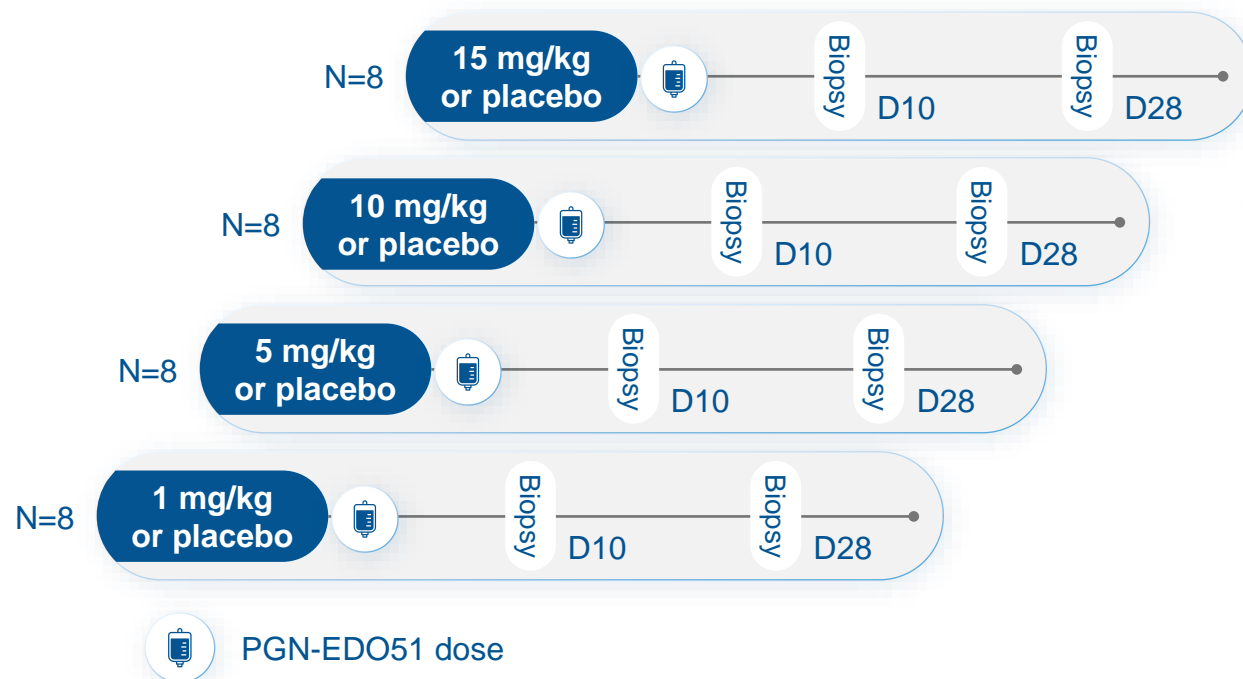 N=8
15 mg/kg
or placebo
Biopsy
D10
Biopsy
D28
N=8
10 mg/kg
or placebo
Biopsy
D10
Biopsy
D28
N=8
5 mg/kg
or placebo
Biopsy
D10
Biopsy
D28
N=8
1 mg/kg
or placebo
Biopsy
D10
Biopsy
D28
PGN-EDO51 dose